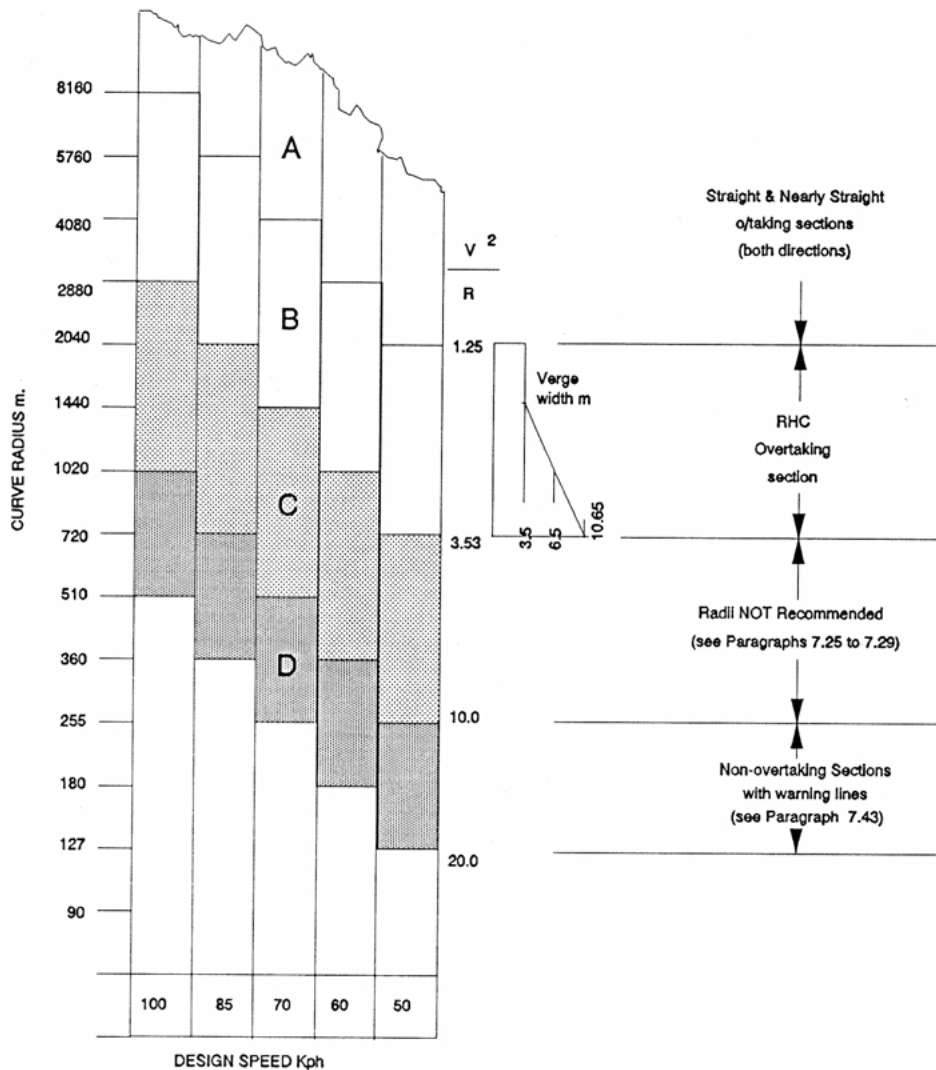 8160
5760
4080
2880
2040
1440
1020
720
510
360
255
180
127
90
CURVE RADIUS m.
A
B
C
D
100
85
70
60
50
DESIGN SPEED Kph
V 2
R
1.25
3.53
10.0
20.0
Verge
width m
3.5
6.5
10.65
Straight & Nearly Straight
o/taking sections
(both directions)
RHC
Overtaking
section
Radii NOT Recommended
(see Paragraphs 7.25 to 7.29)
Non-overtaking Sections
with warning lines
(see Paragraph 7.43)